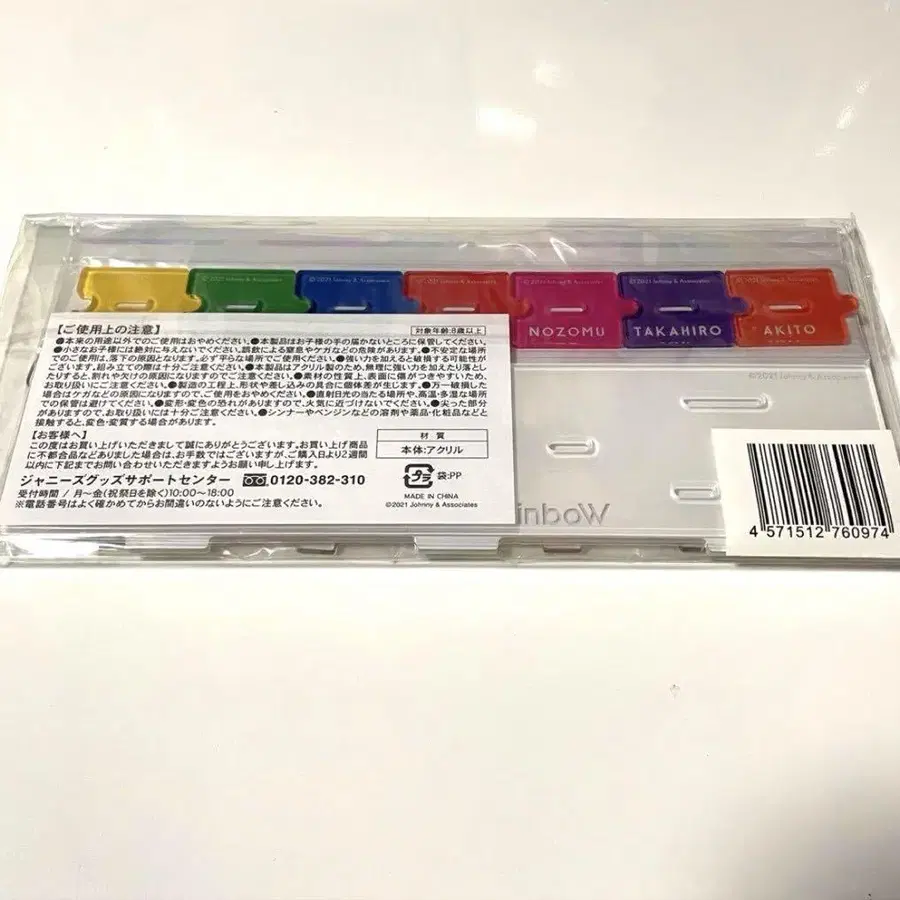 ©2021 Johnny & Associates
©2021 Johnny & Associates
NOZOMU
TAKAHIRO
AKITO
【ご使用上の注意】
対象年齢:8歳以上
●本来の用途以外でのご使用はおやめください。●本製品はお子様の手の届かないところに保管してください。
●小さなお子様には絶対に与えないでください。誤飲による窒息やケガなどの危険があります。●不安定な場所
でのご使用は、落下の原因となります。必ず平らな場所でご使用ください。●強い力を加えると破損する可能性が
ございます。組み立ての際は十分ご注意ください。●本製品はアクリル製のため、無理に強い力を加えたり落とし
たりすると、割れや欠けの原因になりますのでご注意ください。●素材の性質上、表面に傷がつきやすいため、
お取り扱いにご注意ください。●製造の工程上、形状や差し込みの具合に個体差が生じます。●万一破損した
場合はケガなどの原因になりますので、ご使用をおやめください。●直射日光の当たる場所や、高温・多湿な場所
での保管は避けてください。●変形・変色の恐れがありますので、火気に近づけないでください。●尖った部分
がありますので、お取り扱いには十分ご注意ください。●シンナーやベンジンなどの溶剤や薬品・化粧品などと
接触すると、変色・変質する場合があります。
【お客様へ】
この度はお買い上げいただきまして誠にありがとうございます。お買い上げ商品
に不都合品などありました場合は、お手数ではございますが、ご購入日より2週間
以内に下記までお問い合わせいただきますようお願い申し上げます。
ジャニーズグッズサポートセンター 0120-382-310
受付時間 / 月〜金(祝祭日を除く)10:00〜18:00
※電話番号はよく確かめてからお間違いのないようにご注意ください。
材 質
本体:アクリル
プラ 袋:PP
MADE IN CHINA
©2021 Johnny & Associates
©2021 Johnny & Associates
inboW
4 571512 760974